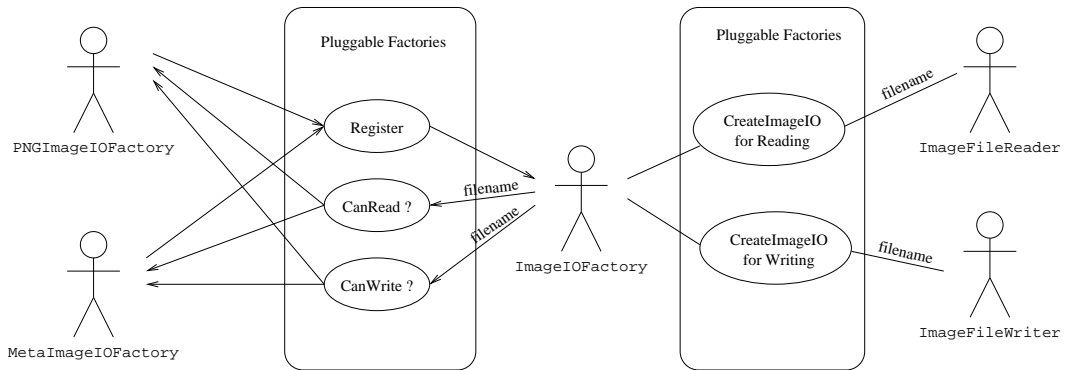 Pluggable Factories
Register
CanRead ?
CanWrite ?
PNGImageIOFactory
MetaImageIOFactory
filename
filename
ImageIOFactory
Pluggable Factories
CreateImageIO
for Reading
CreateImageIO
for Writing
filename
filename
ImageFileReader
ImageFileWriter